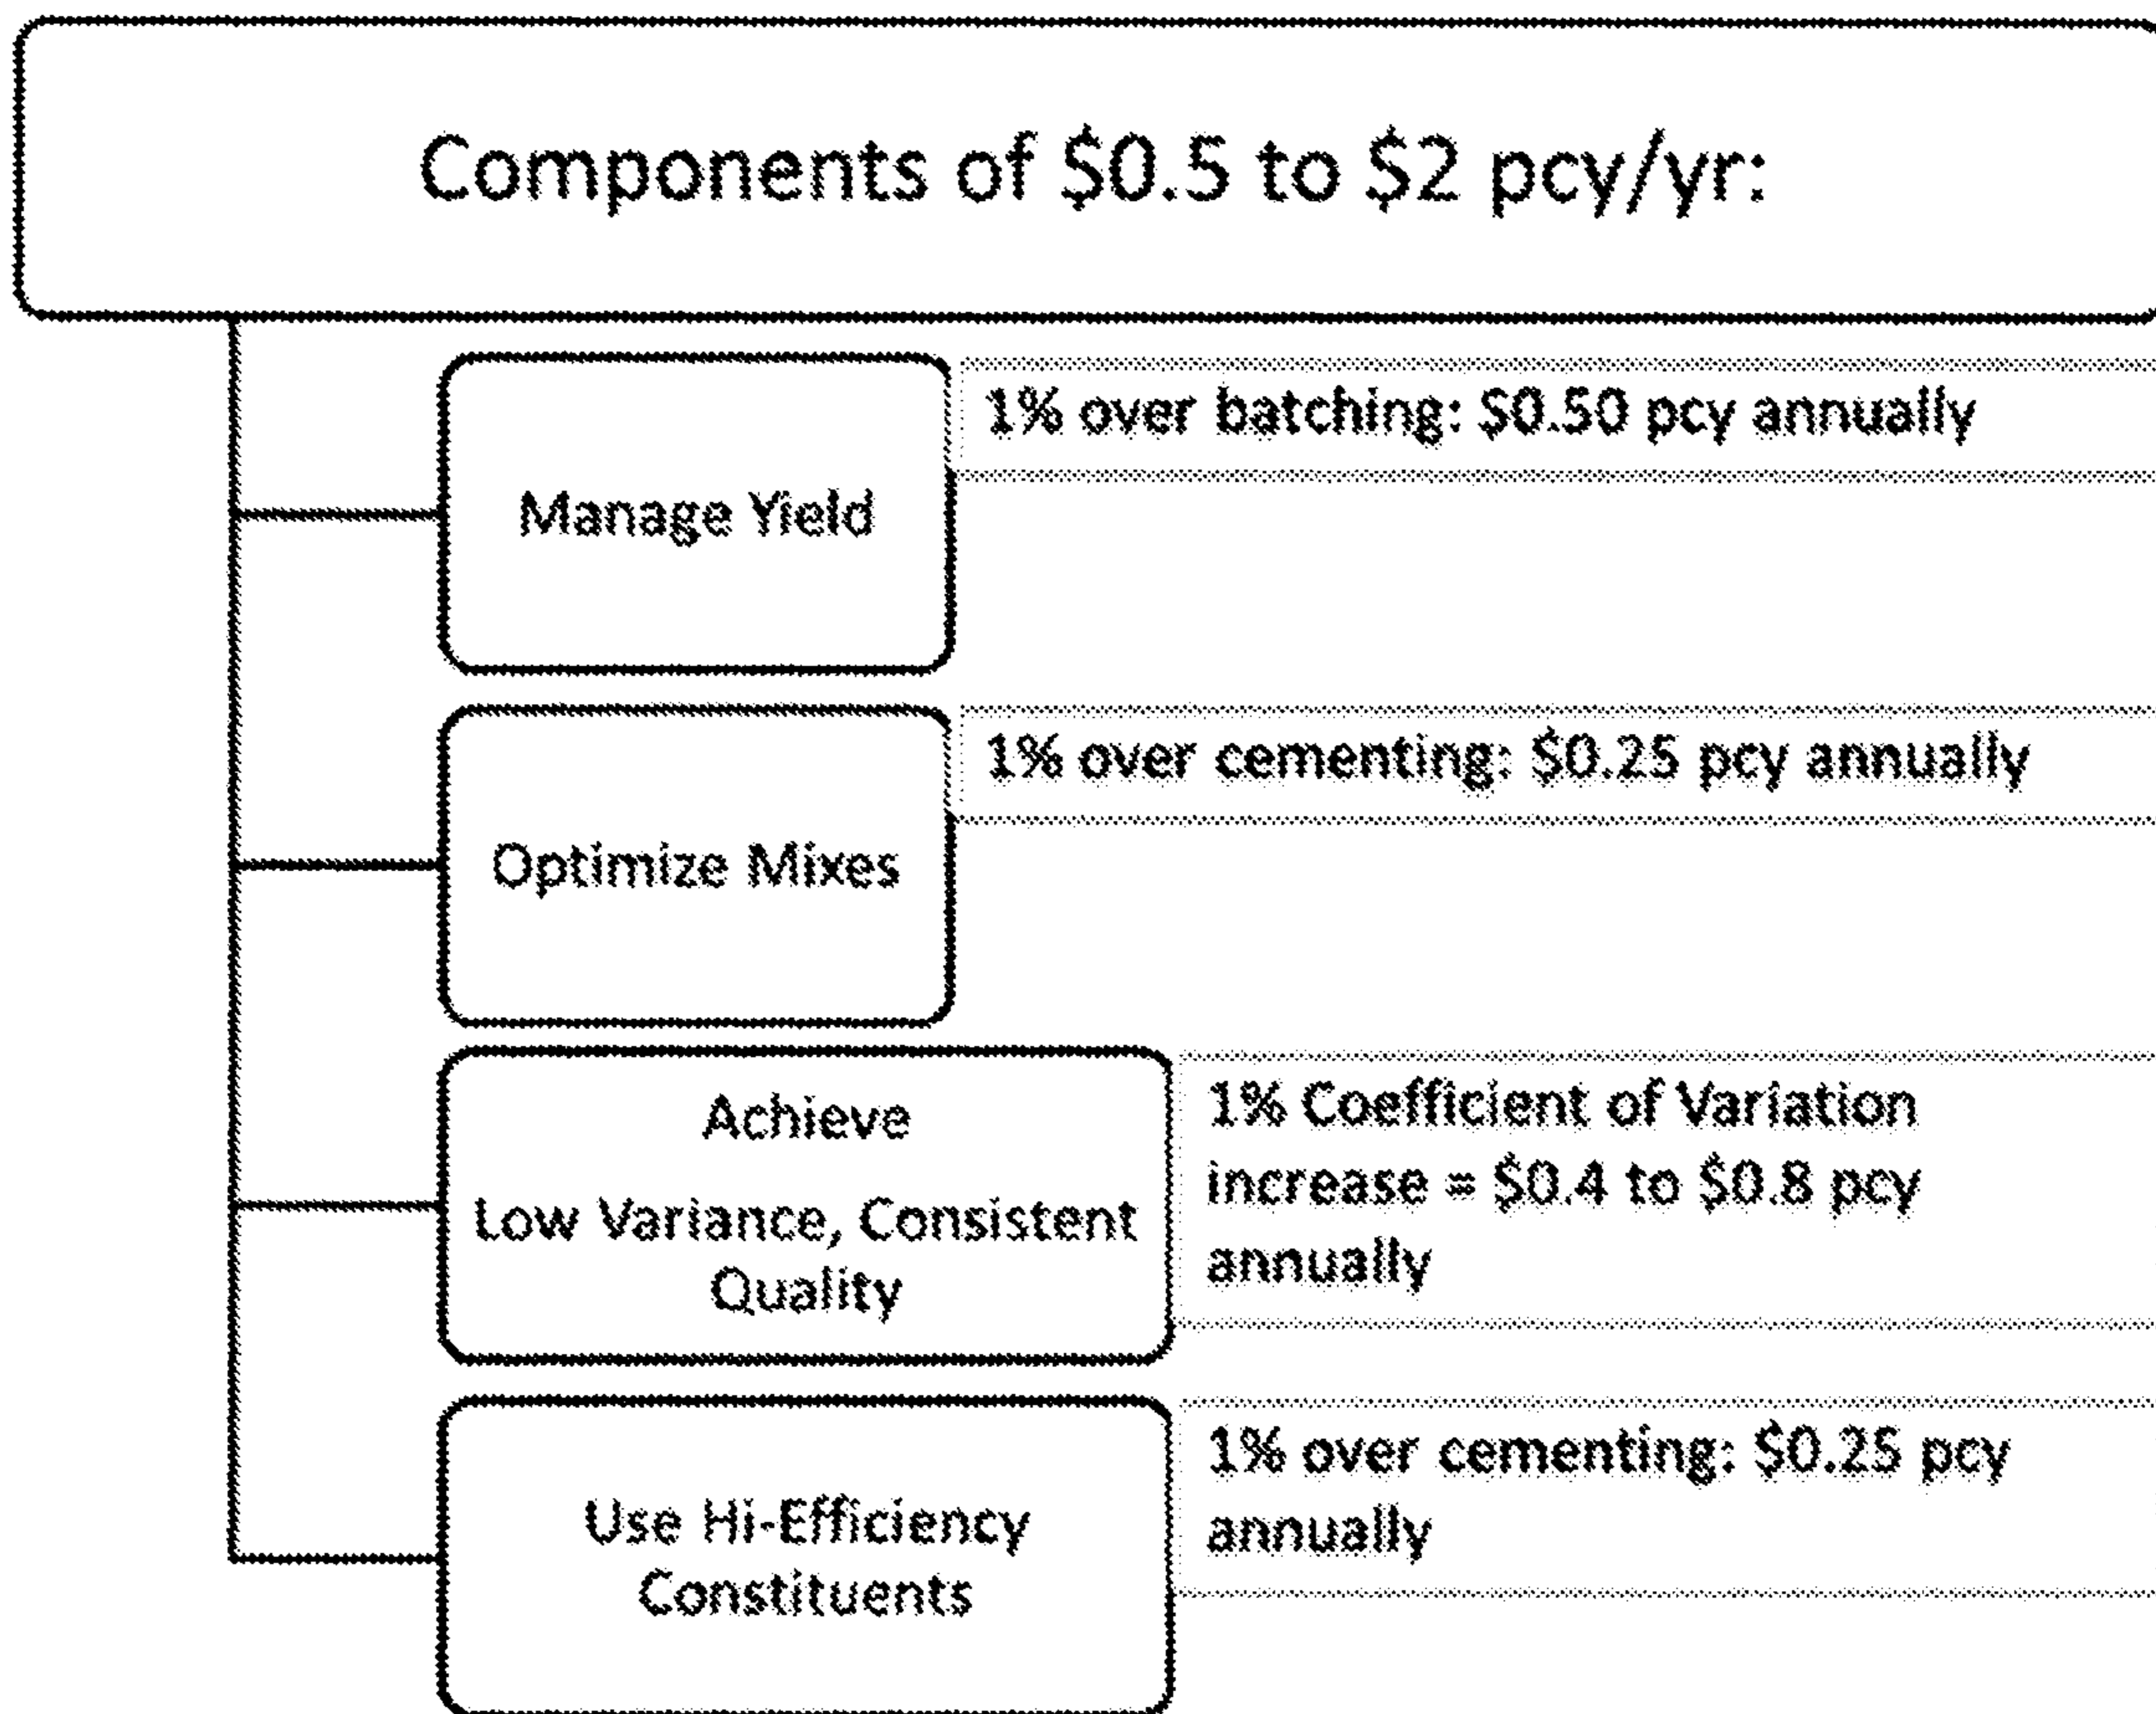 Components of $0.5 to $2 pcy/yr:
Manage Yield
1% over batching: $0.50 pcy annually
Optimize Mixes
1% over cementing: $0.25 pcy annually
Achieve
Low Variance, Consistent
Quality
1% Coefficient of Variation
increase = $0.4 to $0.8 pcy
annually
Use Hi-Efficiency
Constituents
1% over cementing: $0.25 pcy
annually